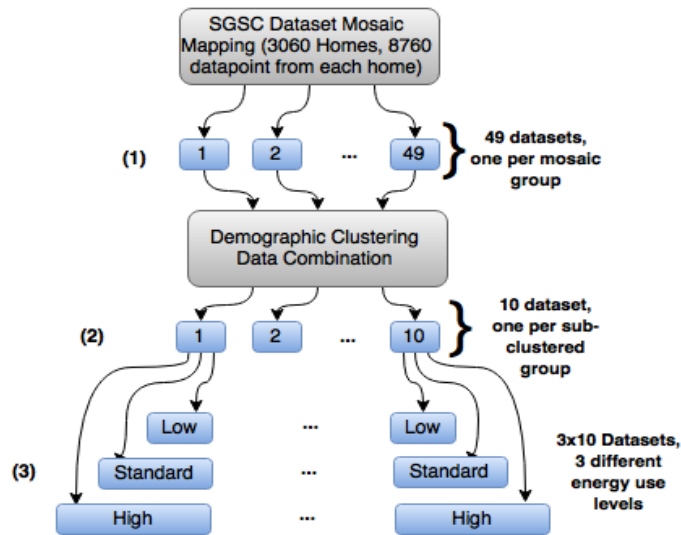 SGSC Dataset Mosaic
Mapping (3060 Homes, 8760
datapoint from each home)
(1)
1
2
...
49
49 datasets,
one per mosaic
group
Demographic Clustering
Data Combination
(2)
1
2
...
10
10 dataset,
one per sub-
clustered
group
Low
...
Low
(3)
Standard
...
Standard
High
...
High
3x10 Datasets,
3 different
energy use
levels